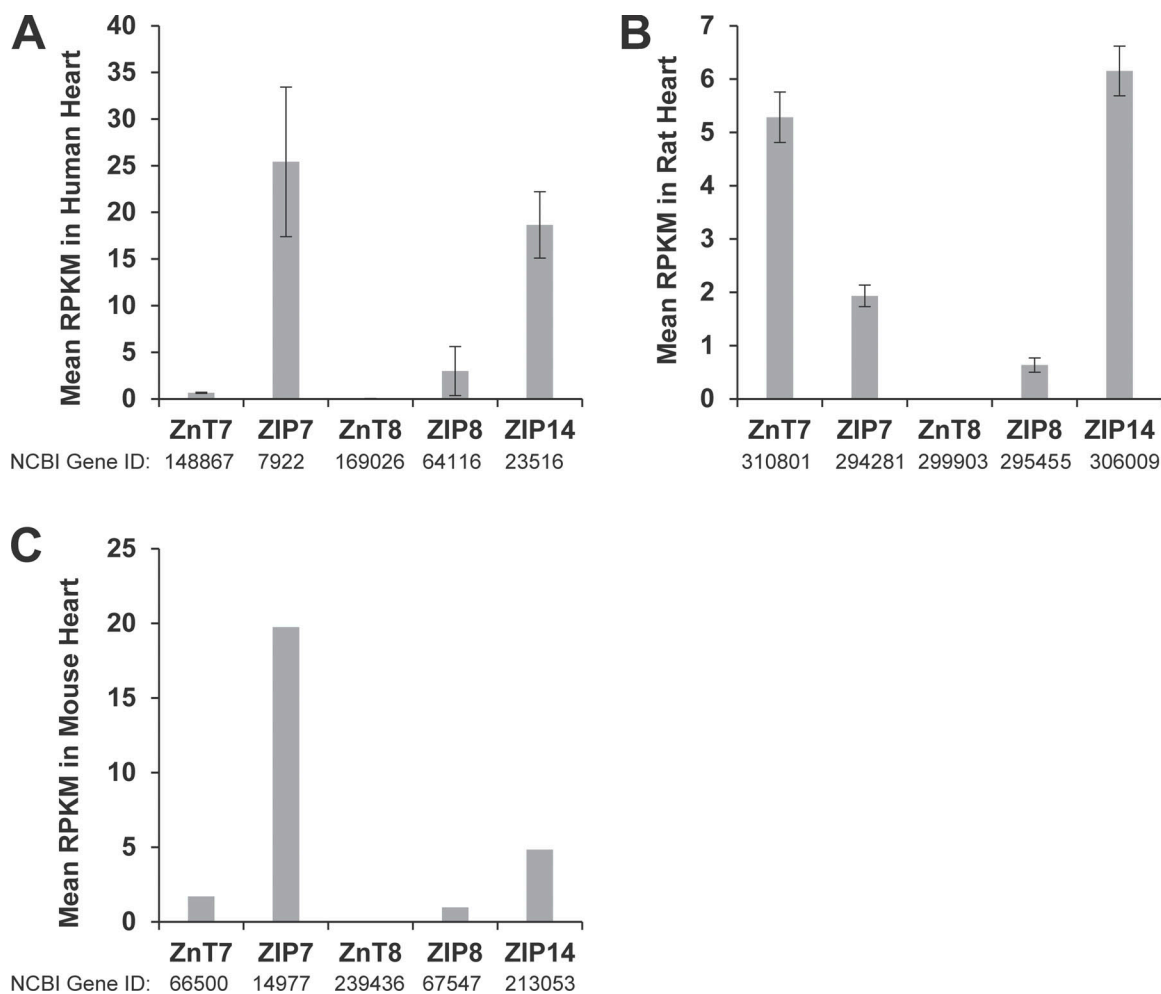 A
Mean RPKM in Human Heart
40
35
30
25
20
15
10
5
0
ZnT7 ZIP7 ZnT8 ZIP8 ZIP14
NCBI Gene ID: 148867 7922 169026 64116 23516
B
Mean RPKM in Rat Heart
7
6
5
4
3
2
1
0
ZnT7 ZIP7 ZnT8 ZIP8 ZIP14
310801 294281 299903 295455 306009
C
Mean RPKM in Mouse Heart
25
20
15
10
5
0
ZnT7 ZIP7 ZnT8 ZIP8 ZIP14
NCBI Gene ID: 66500 14977 239436 67547 213053